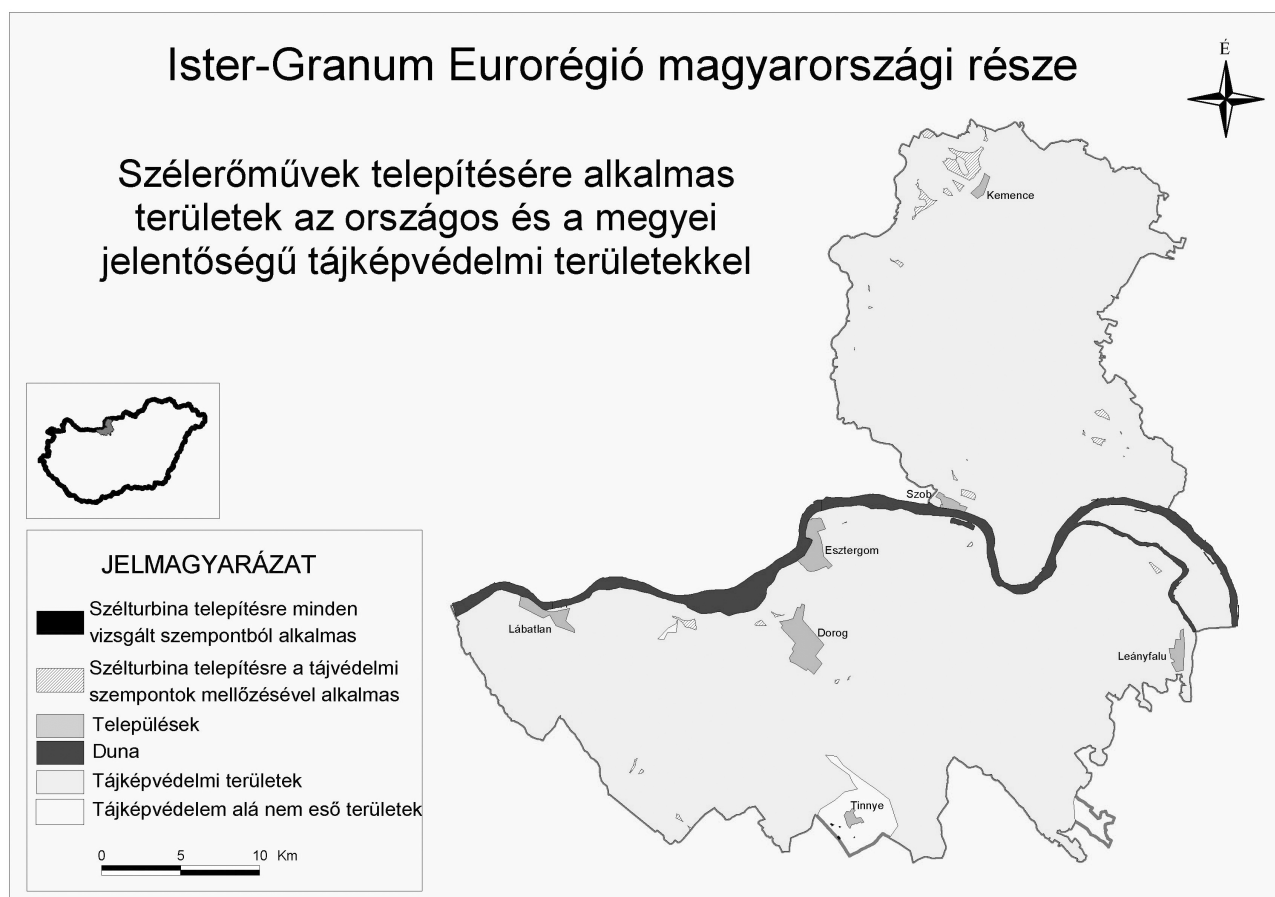 Ister-Granum Eurorégió magyarországi része
É
Szélerőművek telepítésére alkalmas
területek az országos és a megyei
jelentőségű tájképvédelmi területekkel
Kemence
Szob
Esztergom
Lábatlan
Dorog
Leányfalu
Tinnye
JELMAGYARÁZAT
Szélturbina telepítésre minden
vizsgált szempontból alkalmas
Szélturbina telepítésre a tájvédelmi
szempontok mellőzésével alkalmas
Települések
Duna
Tájképvédelmi területek
Tájképvédelem alá nem eső területek
0 5 10 Km